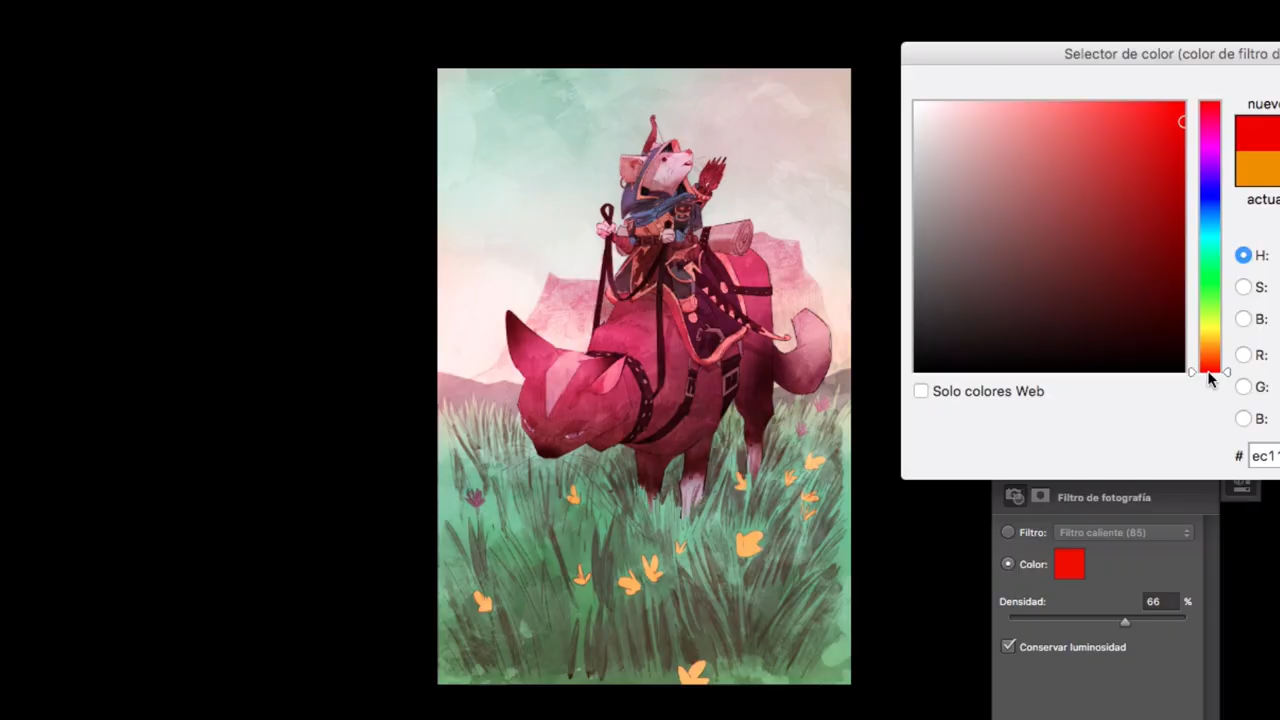 Selector de color (color de filtro d
nuevo
actua
H:
S:
B:
R:
Solo colores Web
G:
B:
# ec1
Filtro de fotografía
Filtro: Filtro caliente (85)
Color:
Densidad: 66 %
Conservar luminosidad